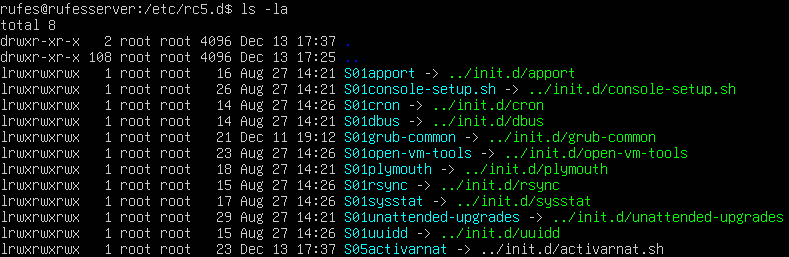 rufes@rufesserver:/etc/rc5.d$ ls -la
total 8
drwxr-xr-x   2 root root 4096 Dec 13 17:37 .
drwxr-xr-x 108 root root 4096 Dec 13 17:25 ..
lrwxrwxrwx   1 root root   16 Aug 27 14:21 S01apport -> ../init.d/apport
lrwxrwxrwx   1 root root   26 Aug 27 14:21 S01console-setup.sh -> ../init.d/console-setup.sh
lrwxrwxrwx   1 root root   14 Aug 27 14:26 S01cron -> ../init.d/cron
lrwxrwxrwx   1 root root   14 Aug 27 14:21 S01dbus -> ../init.d/dbus
lrwxrwxrwx   1 root root   21 Dec 11 19:12 S01grub-common -> ../init.d/grub-common
lrwxrwxrwx   1 root root   23 Aug 27 14:26 S01open-vm-tools -> ../init.d/open-vm-tools
lrwxrwxrwx   1 root root   18 Aug 27 14:21 S01plymouth -> ../init.d/plymouth
lrwxrwxrwx   1 root root   15 Aug 27 14:26 S01rsync -> ../init.d/rsync
lrwxrwxrwx   1 root root   17 Aug 27 14:26 S01sysstat -> ../init.d/sysstat
lrwxrwxrwx   1 root root   29 Aug 27 14:21 S01unattended-upgrades -> ../init.d/unattended-upgrades
lrwxrwxrwx   1 root root   15 Aug 27 14:26 S01uuidd -> ../init.d/uuidd
lrwxrwxrwx   1 root root   23 Dec 13 17:37 S05activarnat -> ../init.d/activarnat.sh